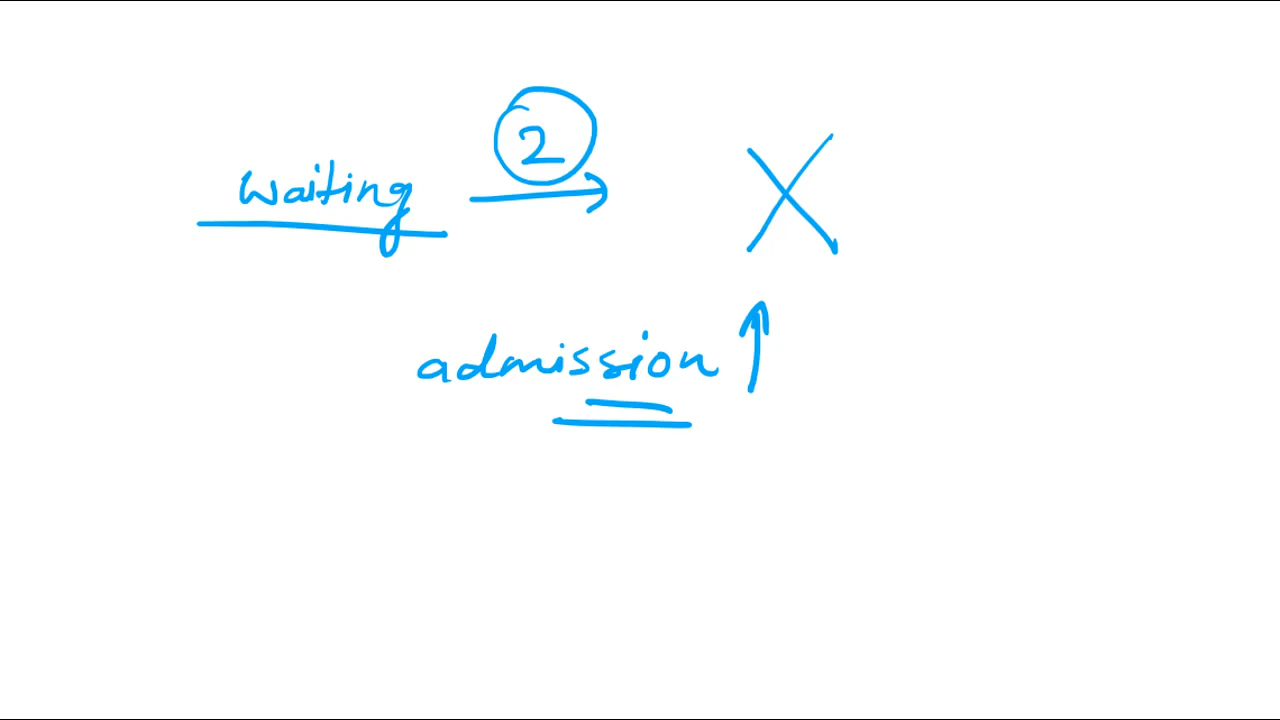 2
waiting → X
admission ↑